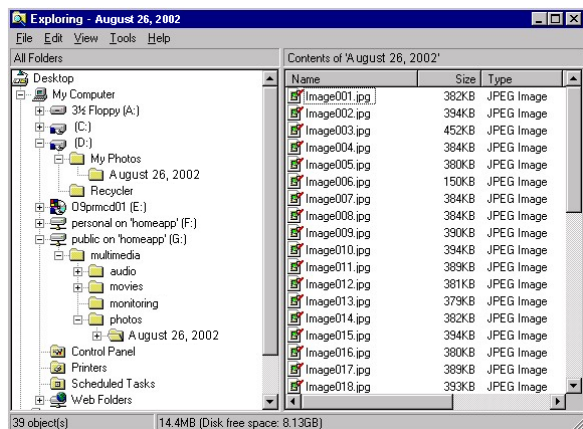 Exploring - August 26, 2002
File Edit View Tools Help
All Folders
Contents of 'August 26, 2002'
Desktop
My Computer
3½ Floppy (A:)
(C:)
(D:)
My Photos
August 26, 2002
Recycler
09prmcd01 (E:)
personal on 'homeapp' (F:)
public on 'homeapp' (G:)
multimedia
audio
movies
monitoring
photos
August 26, 2002
Control Panel
Printers
Scheduled Tasks
Web Folders
Name Size Type
Image001.jpg 382KB JPEG Image
Image002.jpg 394KB JPEG Image
Image003.jpg 452KB JPEG Image
Image004.jpg 384KB JPEG Image
Image005.jpg 380KB JPEG Image
Image006.jpg 150KB JPEG Image
Image007.jpg 384KB JPEG Image
Image008.jpg 384KB JPEG Image
Image009.jpg 390KB JPEG Image
Image010.jpg 394KB JPEG Image
Image011.jpg 389KB JPEG Image
Image012.jpg 381KB JPEG Image
Image013.jpg 379KB JPEG Image
Image014.jpg 382KB JPEG Image
Image015.jpg 394KB JPEG Image
Image016.jpg 380KB JPEG Image
Image017.jpg 389KB JPEG Image
Image018.jpg 393KB JPEG Image
39 object(s)
14.4MB (Disk free space: 8.13GB)